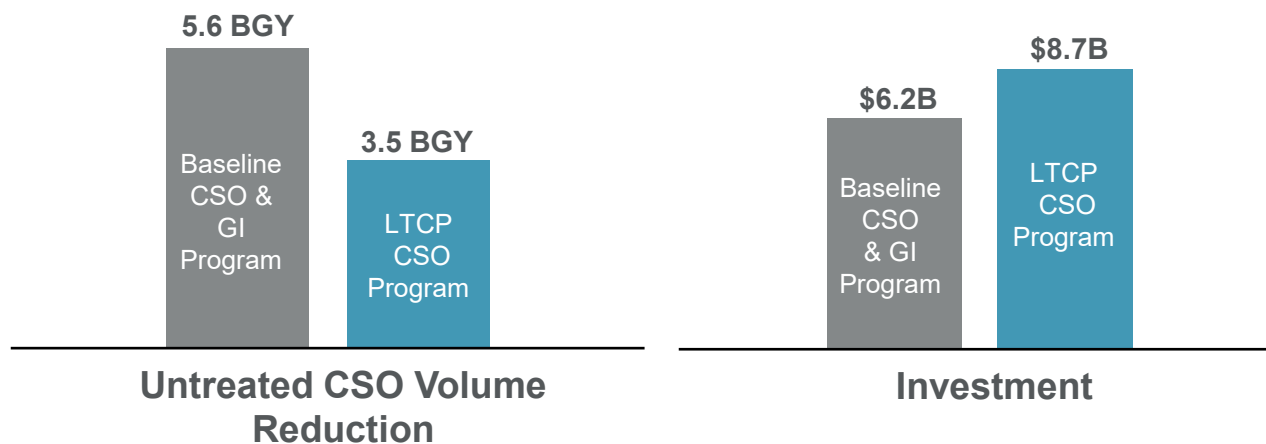 5.6 BGY
Baseline
CSO &
GI
Program
3.5 BGY
LTCP
CSO
Program
Untreated CSO Volume
Reduction
$6.2B
Baseline
CSO
& GI
Program
$8.7B
LTCP
CSO
Program
Investment